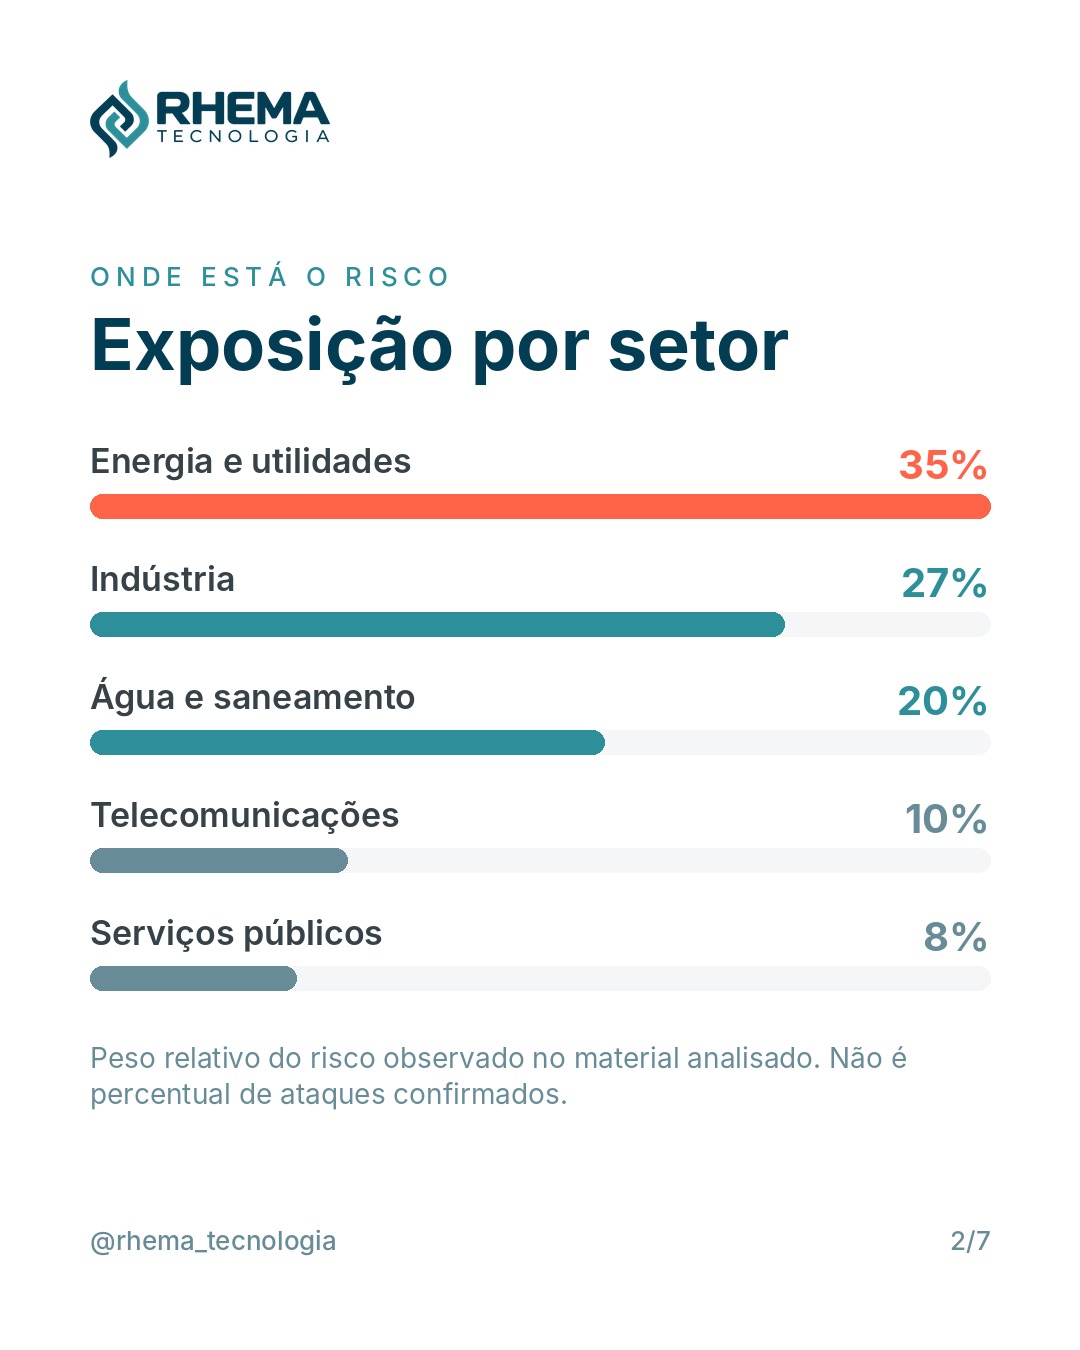 RHEMA
TECNOLOGIA
ONDE ESTÁ O RISCO
Exposição por setor
Energia e utilidades 35%
Indústria 27%
Água e saneamento 20%
Telecomunicações 10%
Serviços públicos 8%
Peso relativo do risco observado no material analisado. Não é
percentual de ataques confirmados.
@rhema_tecnologia 2/7